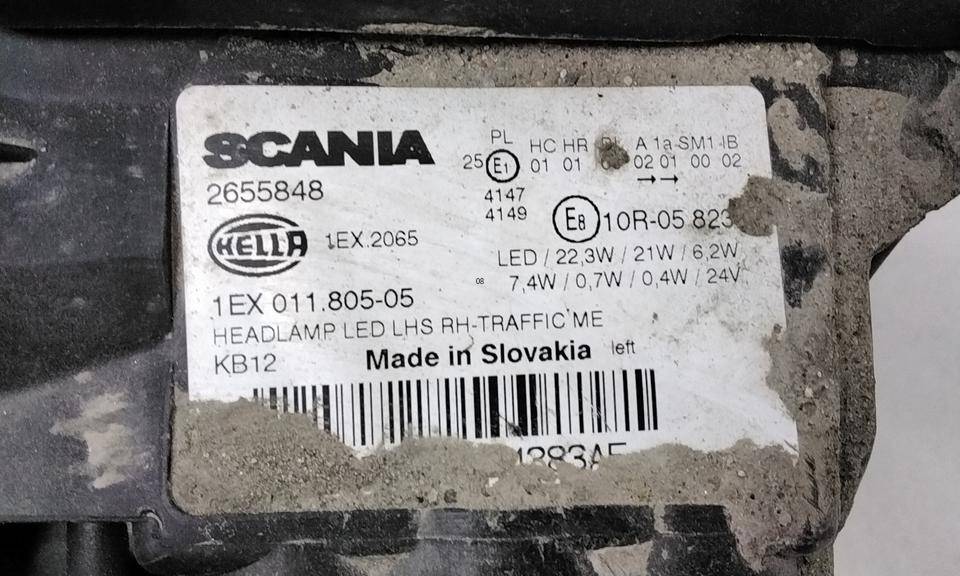 SCANIA
2655848
HELLA 1EX.2065
1EX 011.805-05
HEADLAMP LED LHS RH-TRAFFIC ME
KB12 Made in Slovakia left
PL HC HR A 1a-SM1-IB
25 E1 01 01 02 01 00 02
→→
4147
4149
E8 10R-05 823
LED / 22,3W / 21W / 6,2W
08 7,4W / 0,7W / 0,4W / 24V